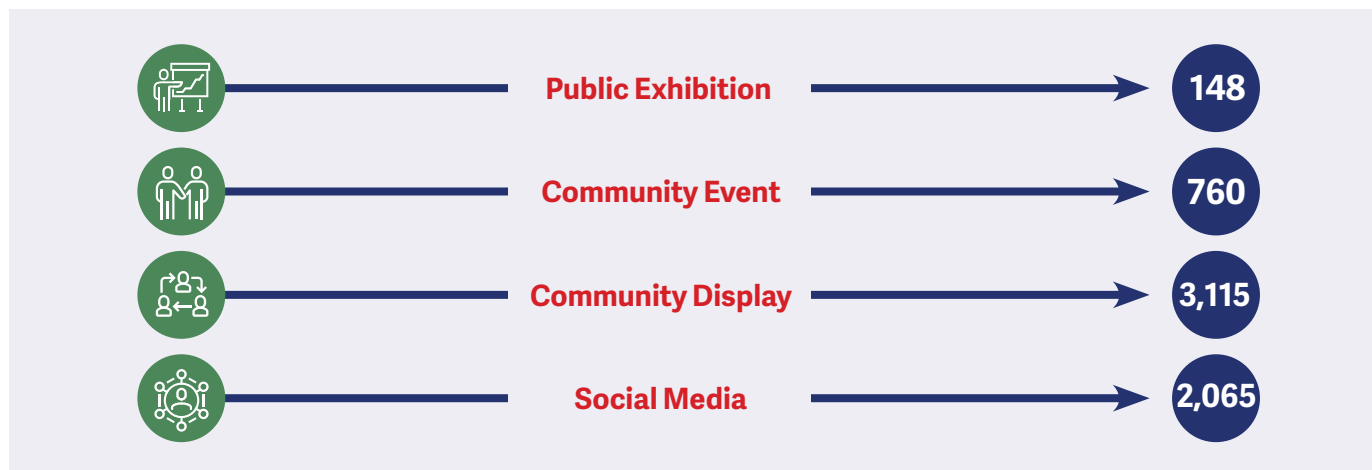 Public Exhibition 148
Community Event 760
Community Display 3,115
Social Media 2,065